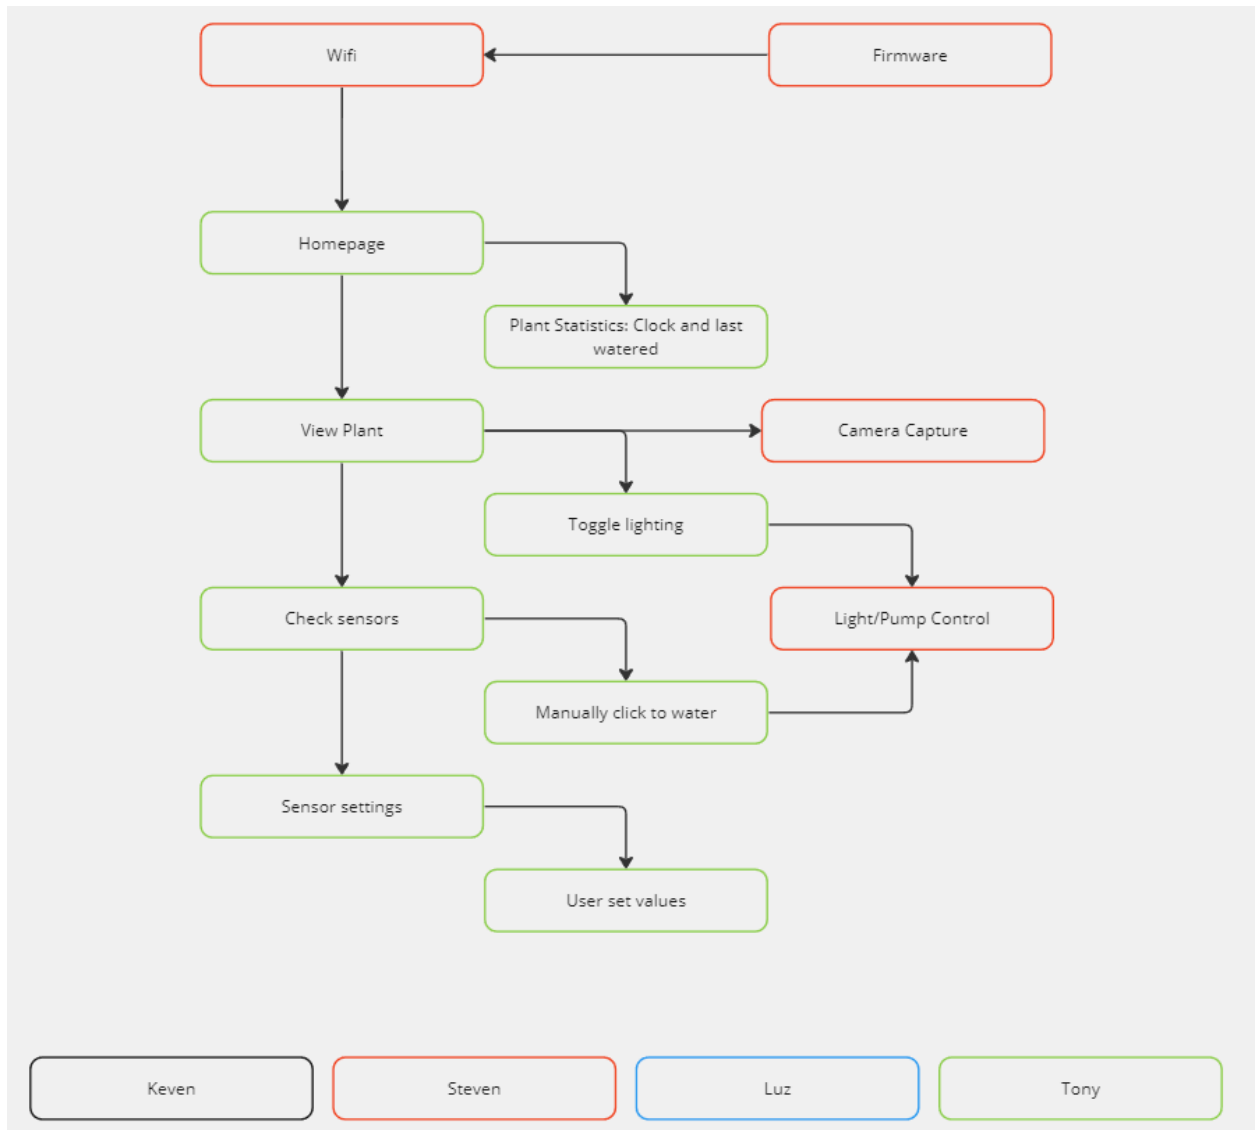 Wifi
Firmware
Homepage
Plant Statistics: Clock and last
watered
View Plant
Camera Capture
Toggle lighting
Check sensors
Light/Pump Control
Manually click to water
Sensor settings
User set values
Keven
Steven
Luz
Tony